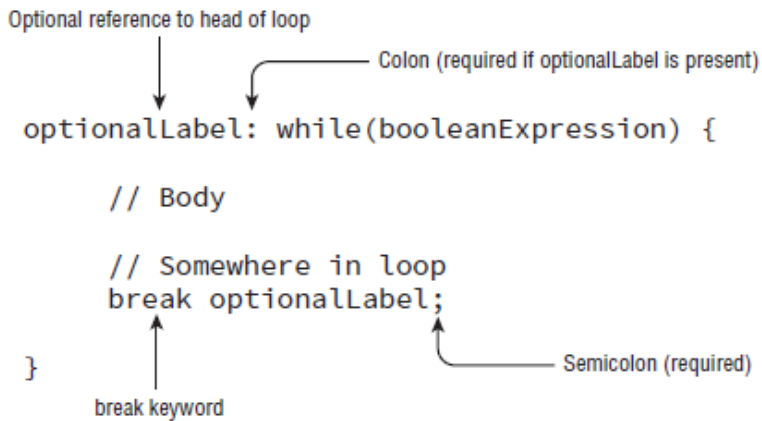 Optional reference to head of loop
Colon (required if optionalLabel is present)
optionalLabel: while(booleanExpression) {
// Body
// Somewhere in loop
break optionalLabel;
}
Semicolon (required)
break keyword